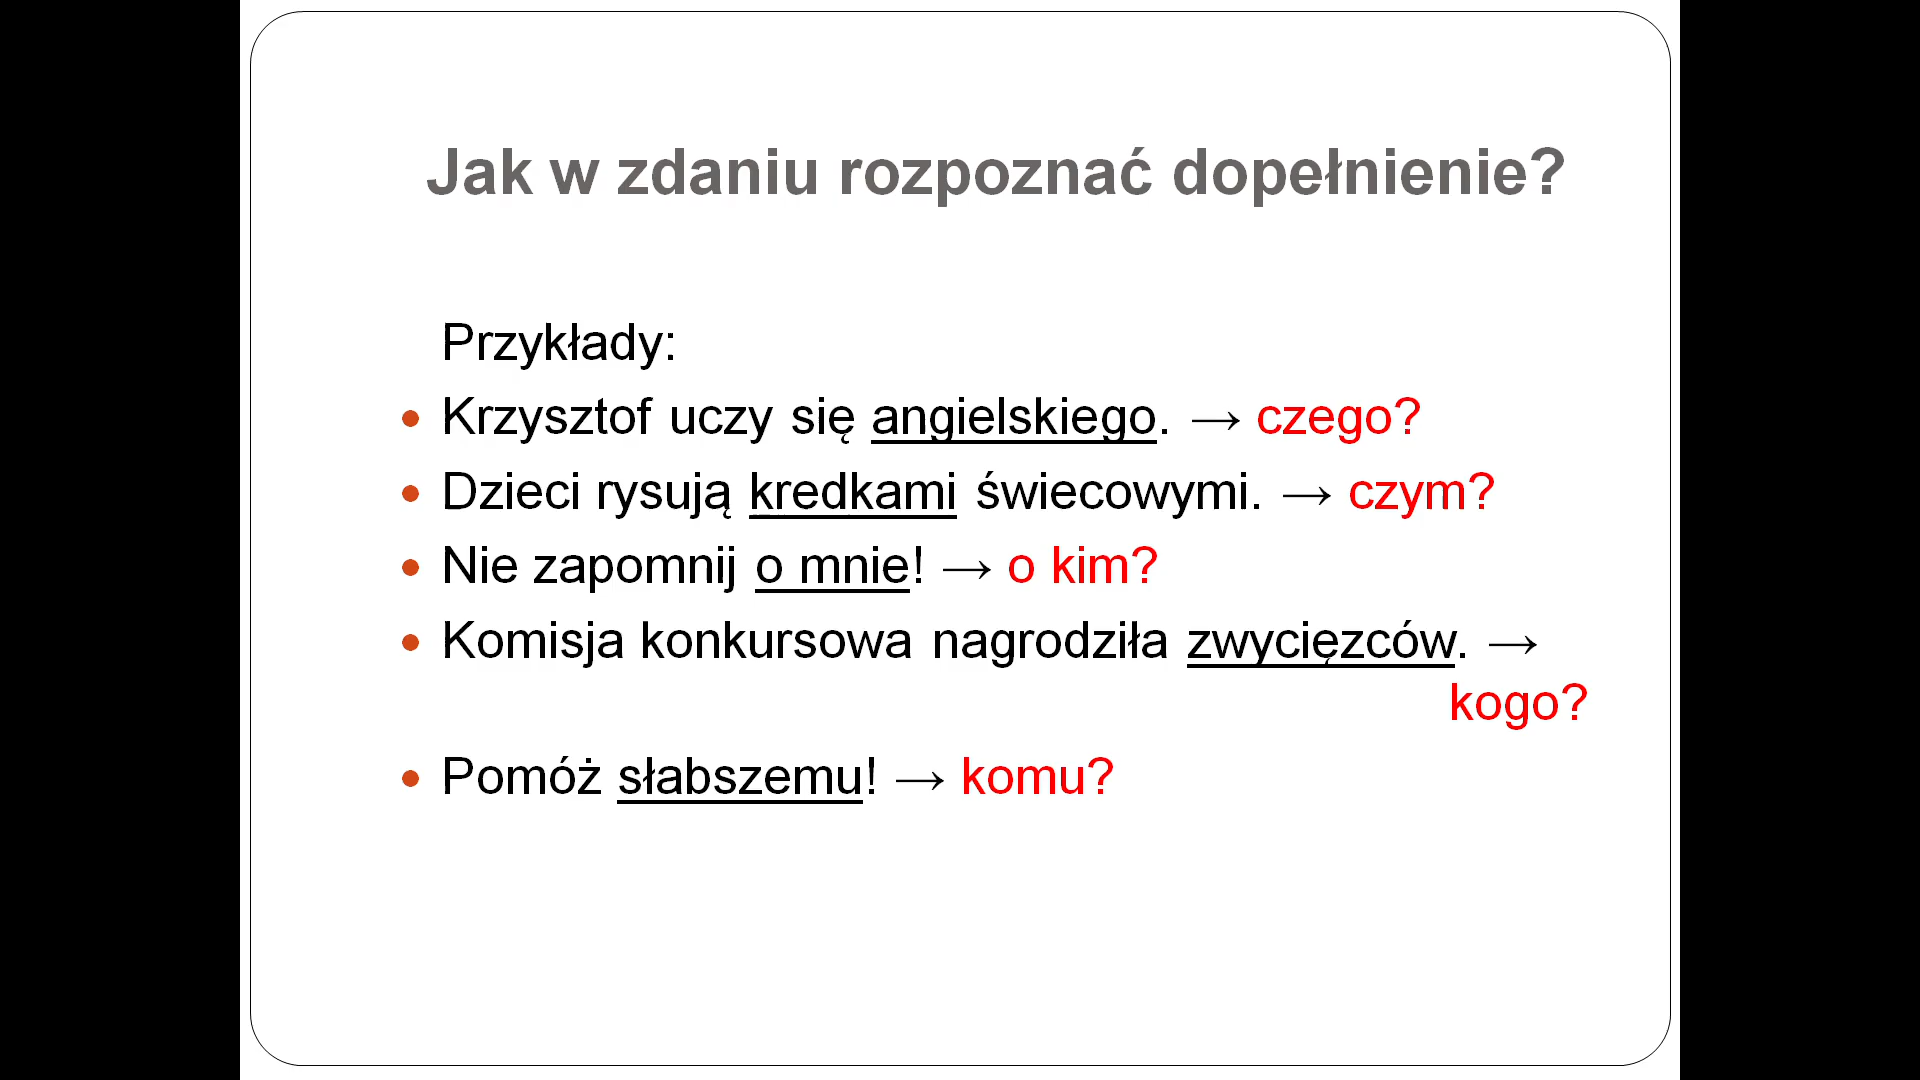 Jak w zdaniu rozpoznać dopełnienie?
Przykłady:
• Krzysztof uczy się angielskiego. → czego?
• Dzieci rysują kredkami świecowymi. → czym?
• Nie zapomnij o mnie! → o kim?
• Komisja konkursowa nagrodziła zwycięzców. →
kogo?
• Pomóż słabszemu! → komu?